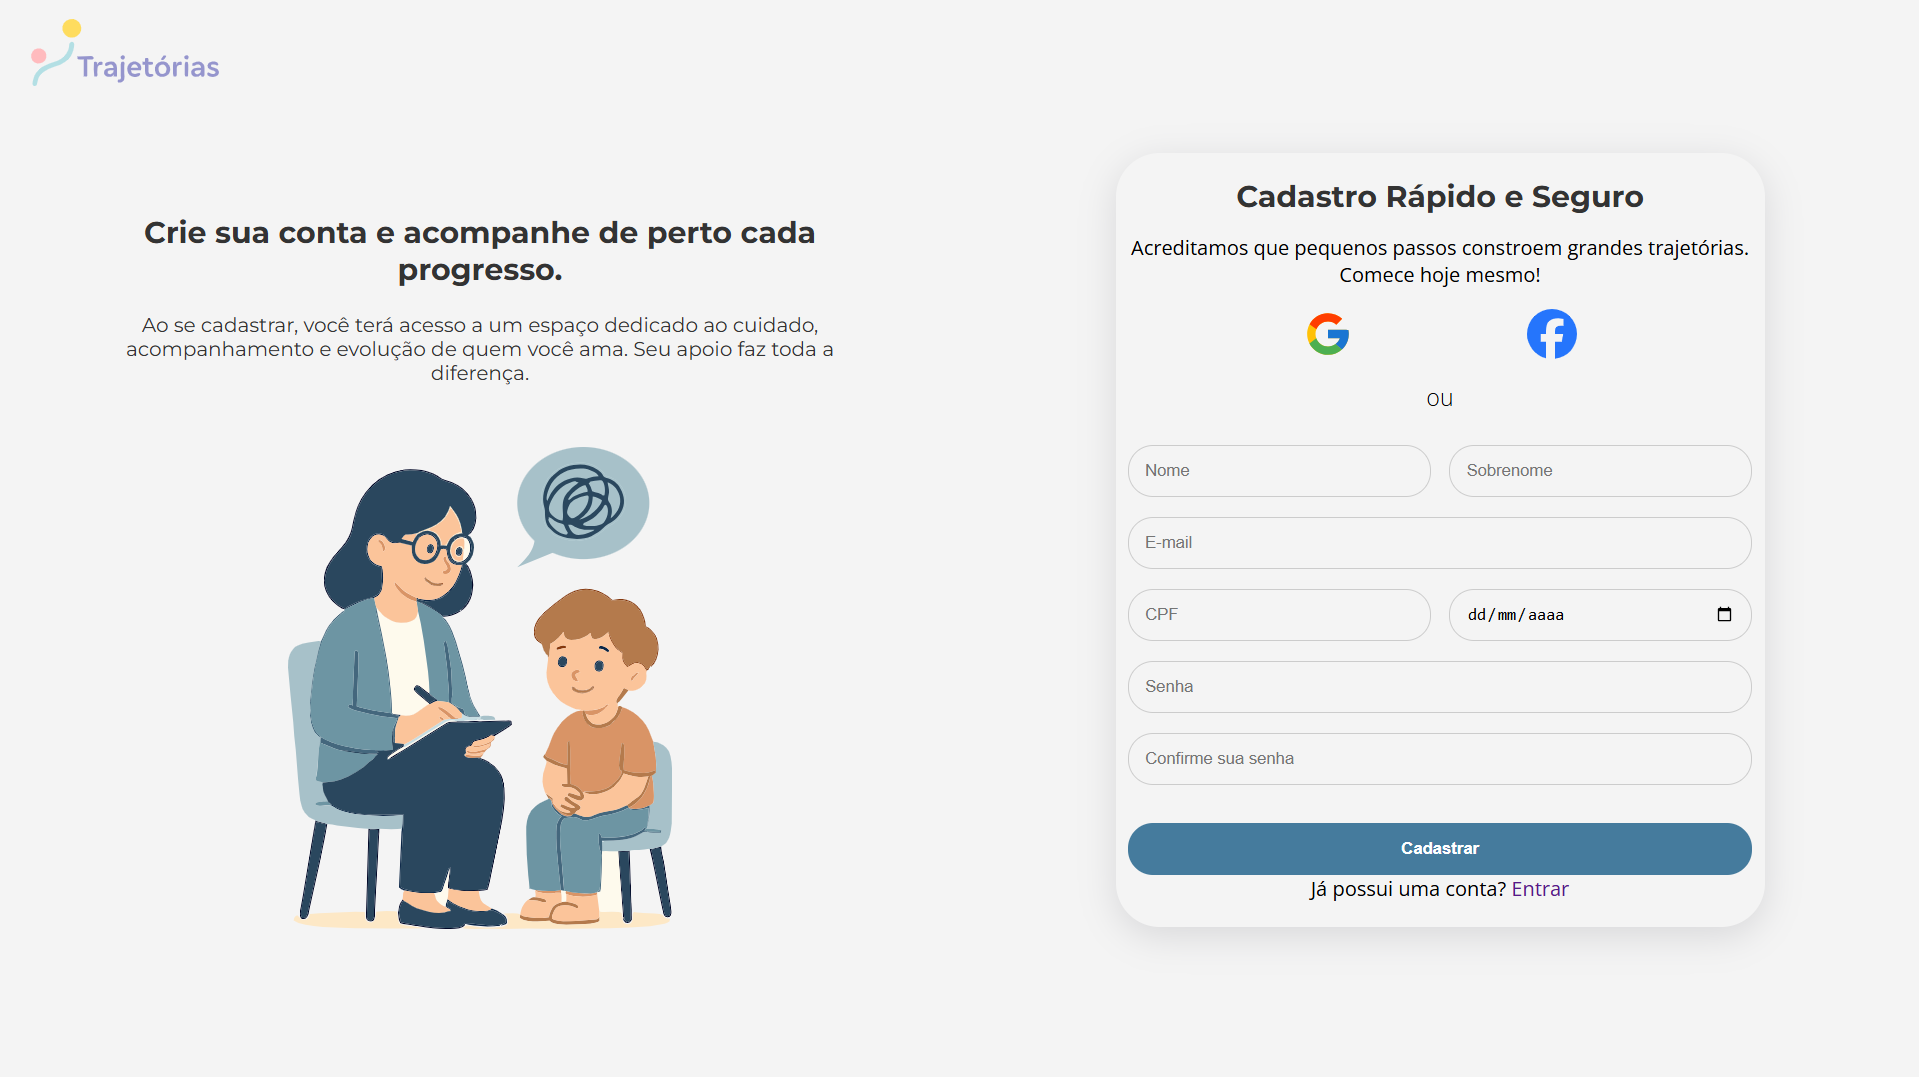 Trajetórias
Crie sua conta e acompanhe de perto cada
progresso.
Ao se cadastrar, você terá acesso a um espaço dedicado ao cuidado,
acompanhamento e evolução de quem você ama. Seu apoio faz toda a
diferença.
Cadastro Rápido e Seguro
Acreditamos que pequenos passos constroem grandes trajetórias.
Comece hoje mesmo!
ou
Nome
Sobrenome
E-mail
CPF
dd/mm/aaaa
Senha
Confirme sua senha
Cadastrar
Já possui uma conta? Entrar